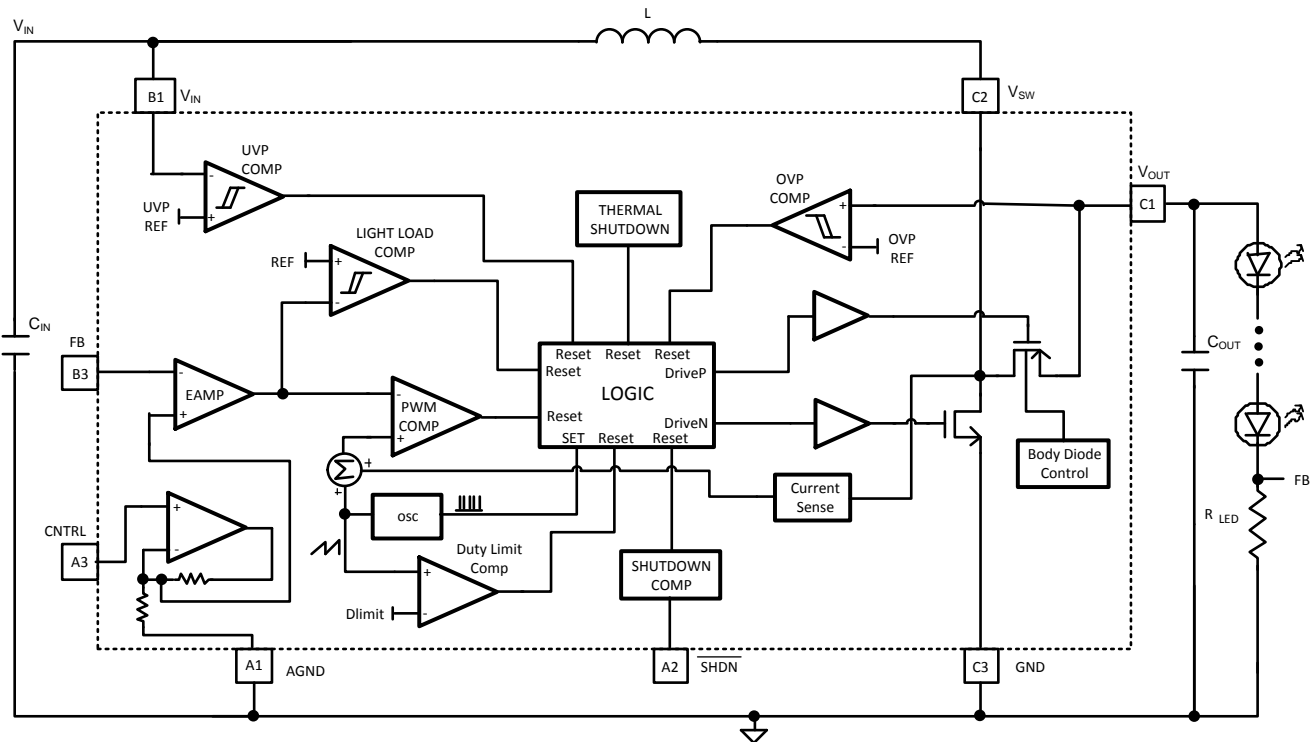 L
VIN
B1
VIN
C2
VSW
UVP
COMP
-
+
UVP
REF
THERMAL
SHUTDOWN
OVP
COMP
+
-
OVP
REF
VOUT
C1
LIGHT LOAD
COMP
REF
+
-
CIN
FB
B3
-
+
EAMP
-
+
PWM
COMP
Reset
Reset
Reset
Reset
DriveP
LOGIC
Reset
DriveN
SET
Reset
Reset
COUT
Body Diode
Control
Σ
+
+
osc
Current
Sense
FB
R LED
CNTRL
A3
+
-
Duty Limit
Comp
+
-
Dlimit
SHUTDOWN
COMP
A1
AGND
A2
SHDN
C3
GND